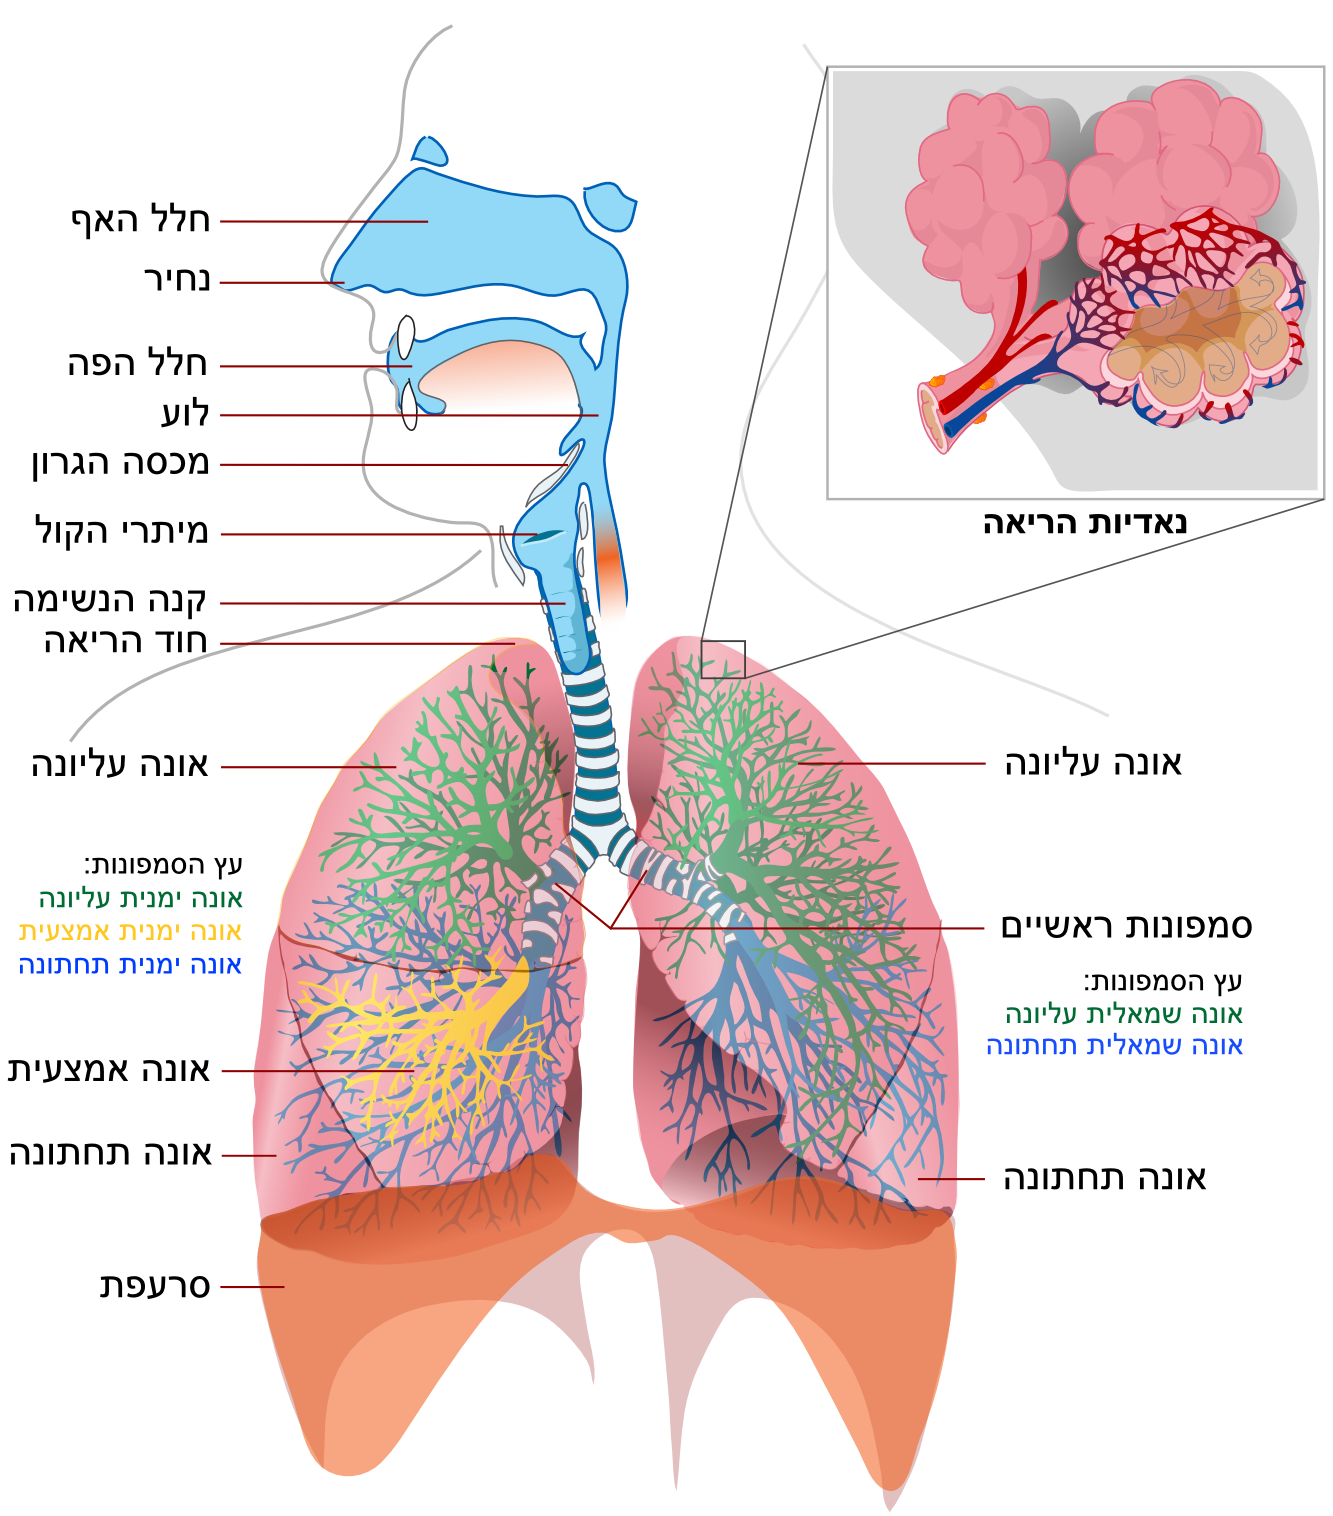 חלל האף
נחיר
חלל הפה
לוע
מכסה הגרון
מיתרי הקול
קנה הנשימה
חוד הריאה
אונה עליונה
עץ הסמפונות:
אונה ימנית עליונה
אונה ימנית אמצעית
אונה ימנית תחתונה
אונה אמצעית
אונה תחתונה
סרעפת
נאדיות הריאה
אונה עליונה
סמפונות ראשיים
עץ הסמפונות:
אונה שמאלית עליונה
אונה שמאלית תחתונה
אונה תחתונה